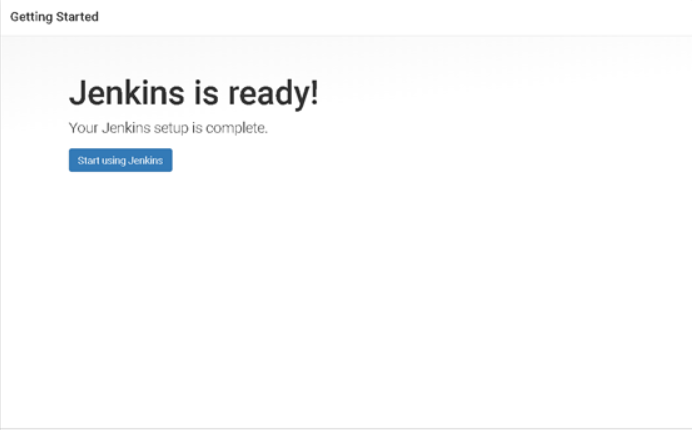 Getting Started
Jenkins is ready!
Your Jenkins setup is complete.
Start using Jenkins